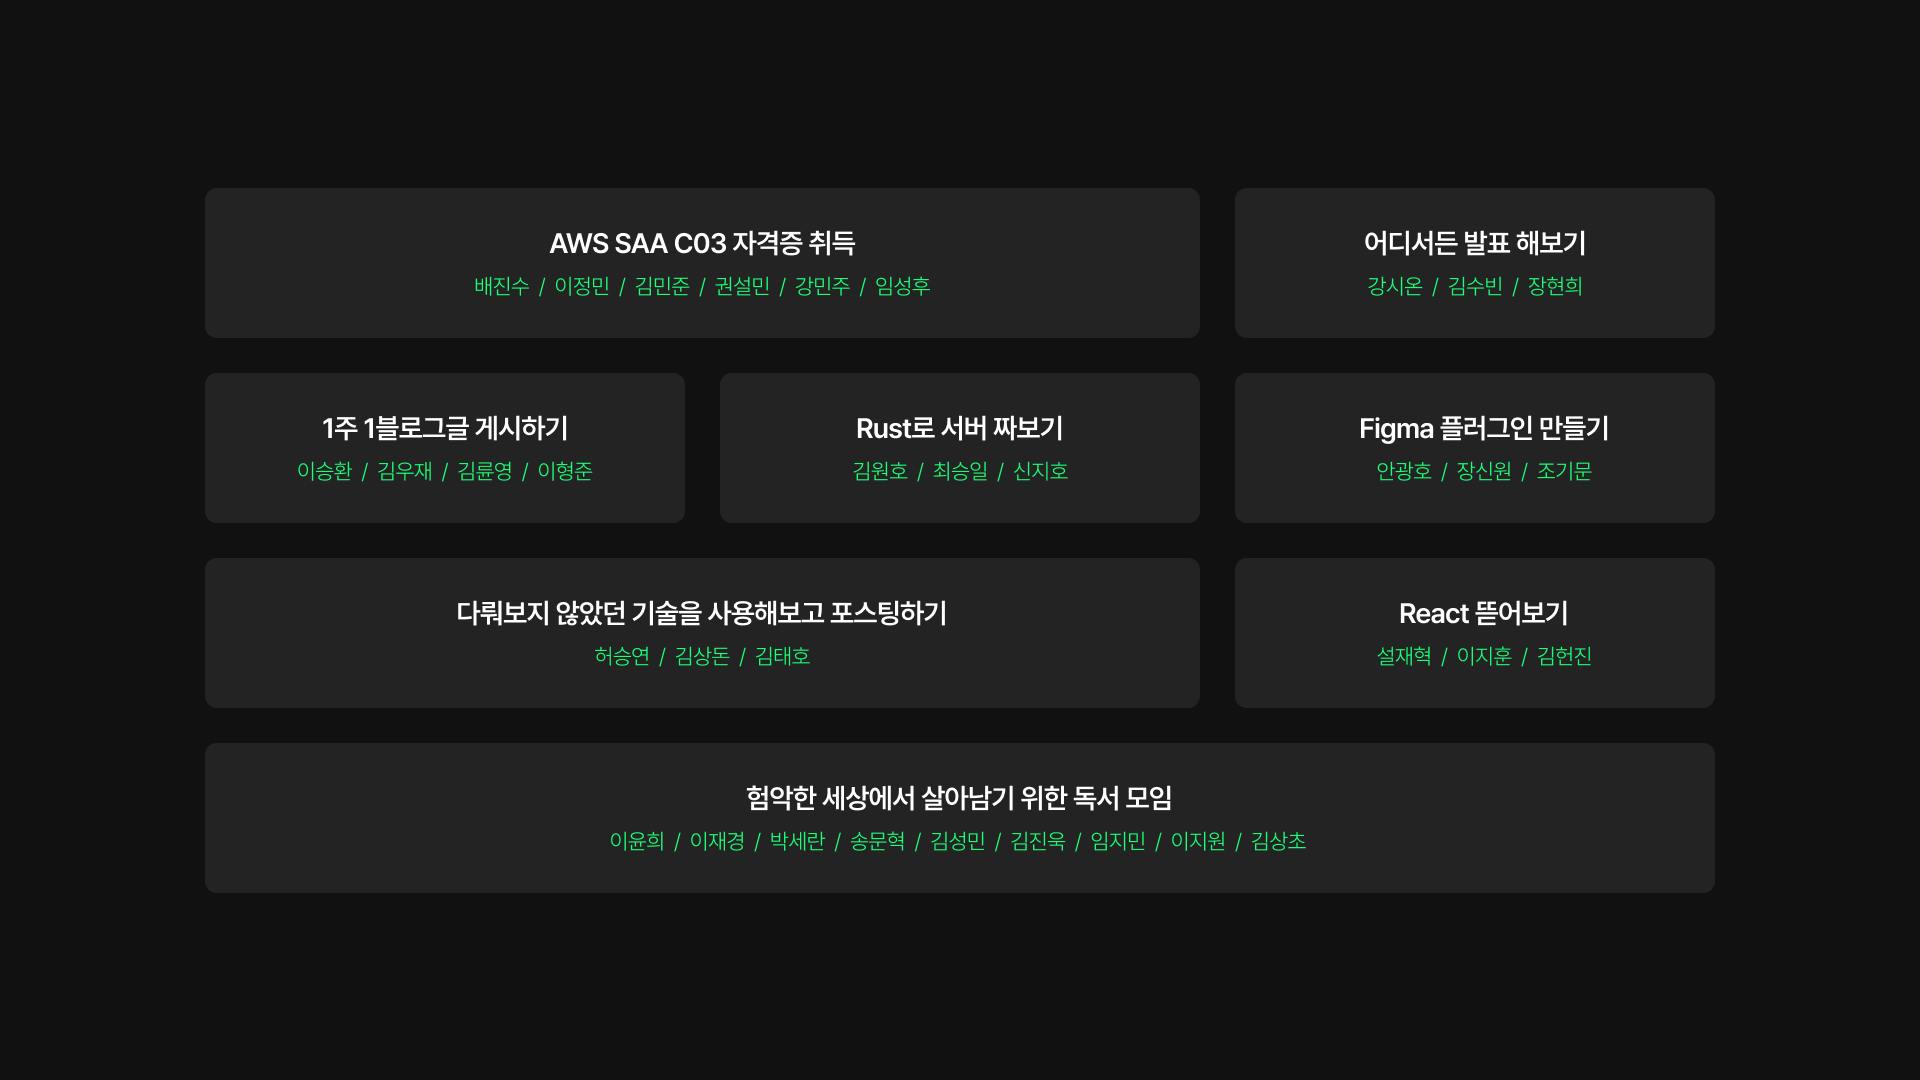 AWS SAA C03 자격증 취득
배진수 / 이정민 / 김민준 / 권설민 / 강민주 / 임성후
어디서든 발표 해보기
강시온 / 김수빈 / 장현희
1주 1블로그글 게시하기
이승환 / 김우재 / 김륜영 / 이형준
Rust로 서버 짜보기
김원호 / 최승일 / 신지호
Figma 플러그인 만들기
안광호 / 장신원 / 조기문
다뤄보지 않았던 기술을 사용해보고 포스팅하기
허승연 / 김상돈 / 김태호
React 뜯어보기
설재혁 / 이지훈 / 김헌진
험악한 세상에서 살아남기 위한 독서 모임
이윤희 / 이재경 / 박세란 / 송문혁 / 김성민 / 김진욱 / 임지민 / 이지원 / 김상초